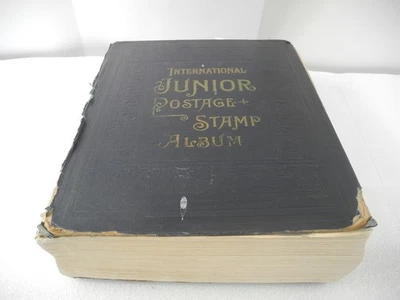 INTERNATIONAL
JUNIOR
POSTAGE
STAMP
ALBUM